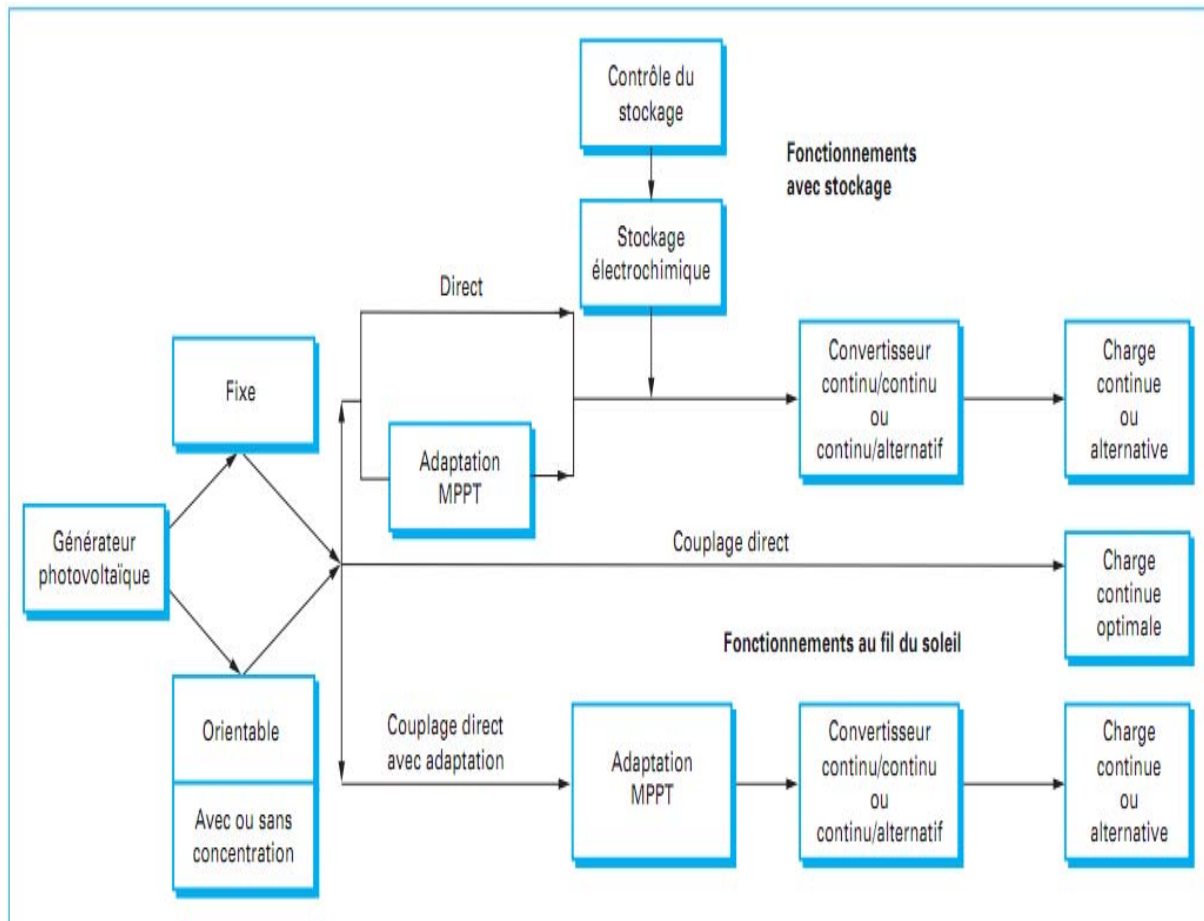 Contrôle du
stockage
Fonctionnements
avec stockage
Stockage
électrochimique
Direct
Fixe
Adaptation
MPPT
Convertisseur
continu/continu
ou
continu/alternatif
Charge
continue
ou
alternative
Générateur
photovoltaïque
Couplage direct
Charge
continue
optimale
Fonctionnements au fil du soleil
Orientable
Avec ou sans
concentration
Couplage direct
avec adaptation
Adaptation
MPPT
Convertisseur
continu/continu
ou
continu/alternatif
Charge
continue
ou
alternative